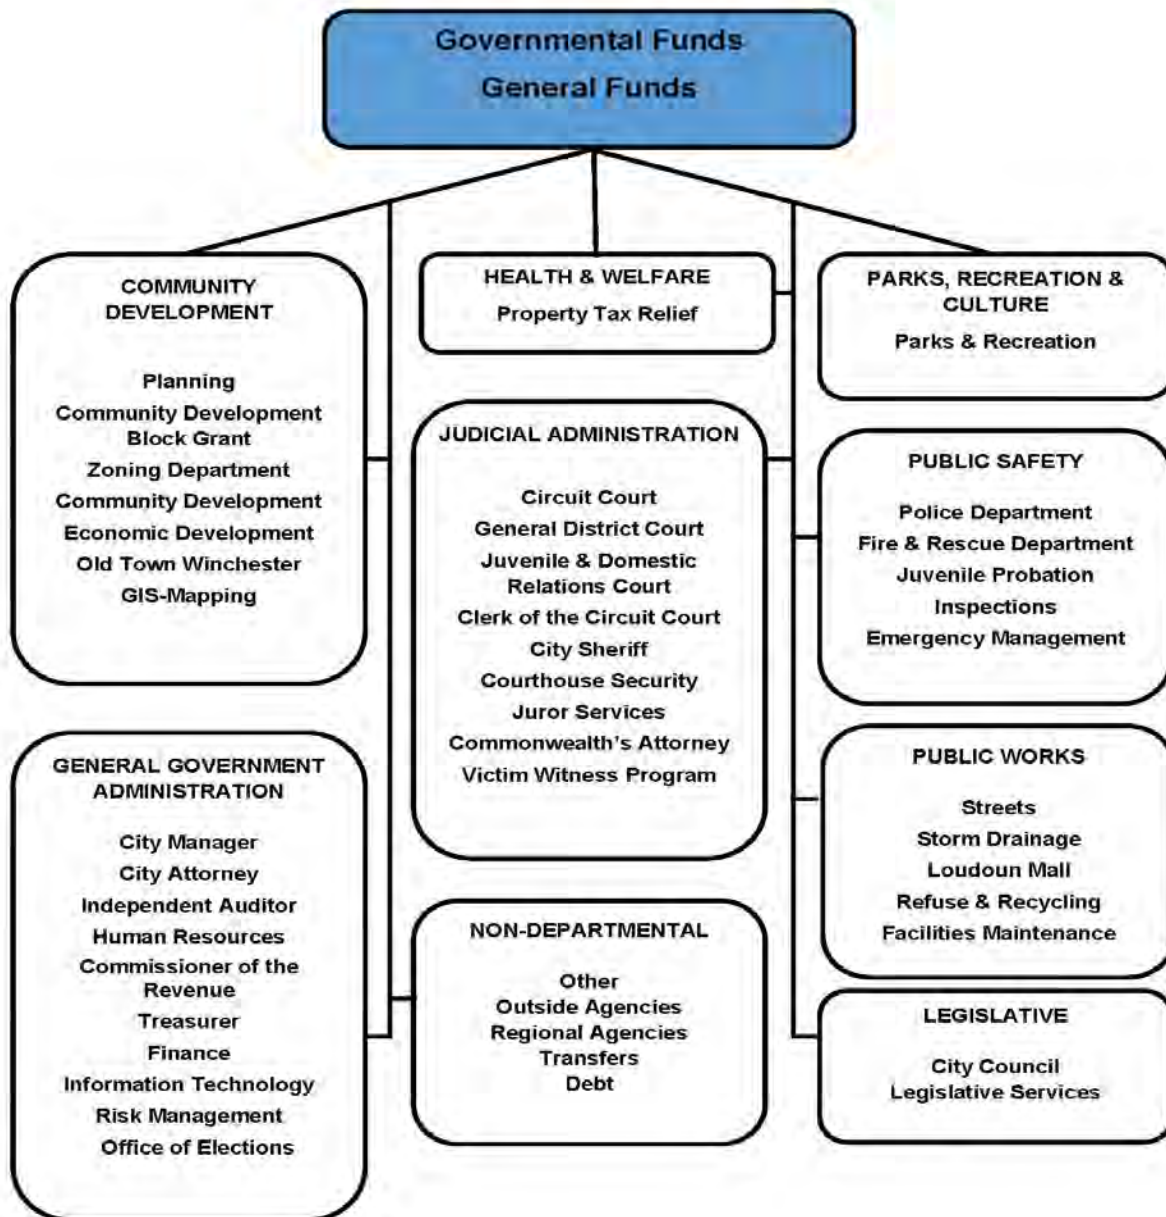 Governmental Funds
General Funds
COMMUNITY
DEVELOPMENT
Planning
Community Development
Block Grant
Zoning Department
Community Development
Economic Development
Old Town Winchester
GIS-Mapping
GENERAL GOVERNMENT
ADMINISTRATION
City Manager
City Attorney
Independent Auditor
Human Resources
Commissioner of the
Revenue
Treasurer
Finance
Information Technology
Risk Management
Office of Elections
HEALTH & WELFARE
Property Tax Relief
JUDICIAL ADMINISTRATION
Circuit Court
General District Court
Juvenile & Domestic
Relations Court
Clerk of the Circuit Court
City Sheriff
Courthouse Security
Juror Services
Commonwealth's Attorney
Victim Witness Program
NON-DEPARTMENTAL
Other
Outside Agencies
Regional Agencies
Transfers
Debt
PARKS, RECREATION &
CULTURE
Parks & Recreation
PUBLIC SAFETY
Police Department
Fire & Rescue Department
Juvenile Probation
Inspections
Emergency Management
PUBLIC WORKS
Streets
Storm Drainage
Loudoun Mall
Refuse & Recycling
Facilities Maintenance
LEGISLATIVE
City Council
Legislative Services